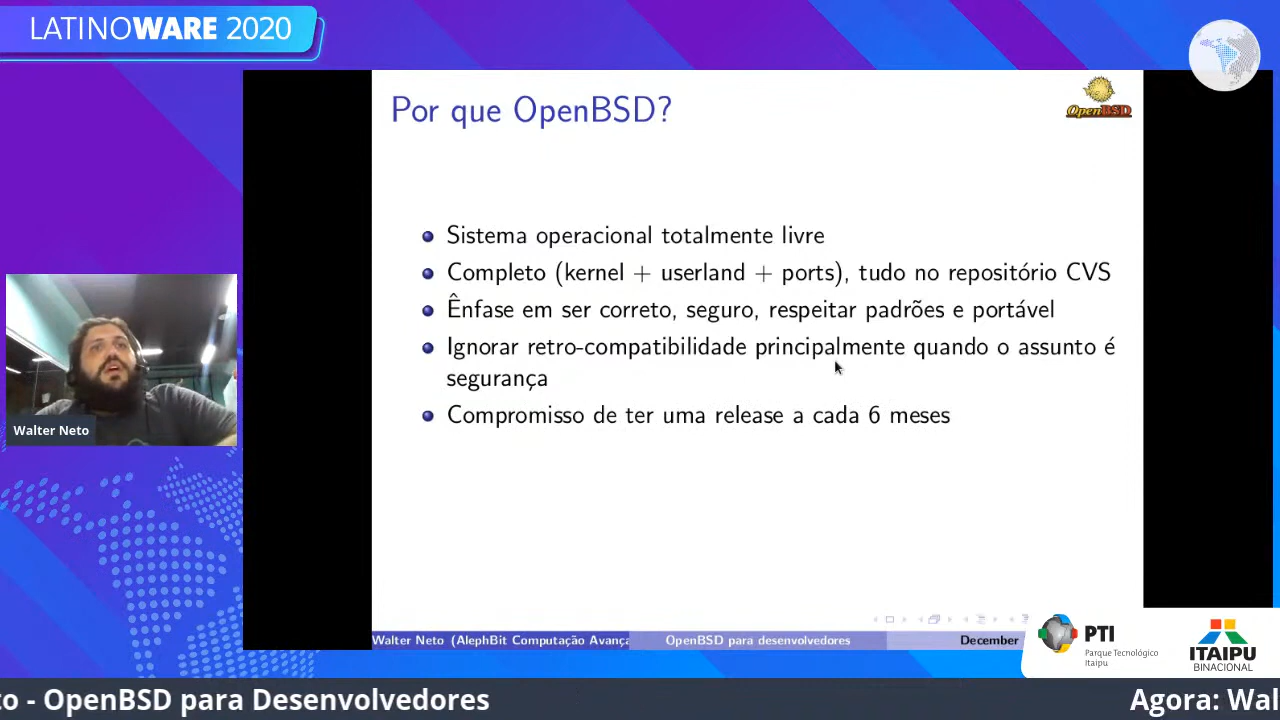 LATINOWARE 2020
Por que OpenBSD?
OpenBSD
Sistema operacional totalmente livre
Completo (kernel + userland + ports), tudo no repositório CVS
Ênfase em ser correto, seguro, respeitar padrões e portável
Ignorar retro-compatibilidade principalmente quando o assunto é
segurança
Compromisso de ter uma release a cada 6 meses
Walter Neto
Walter Neto (AlephBit Computação Avança
OpenBSD para desenvolvedores
December
PTI
Parque Tecnológico
Itaipu
ITAIPU
BINACIONAL
to - OpenBSD para Desenvolvedores
Agora: Wal